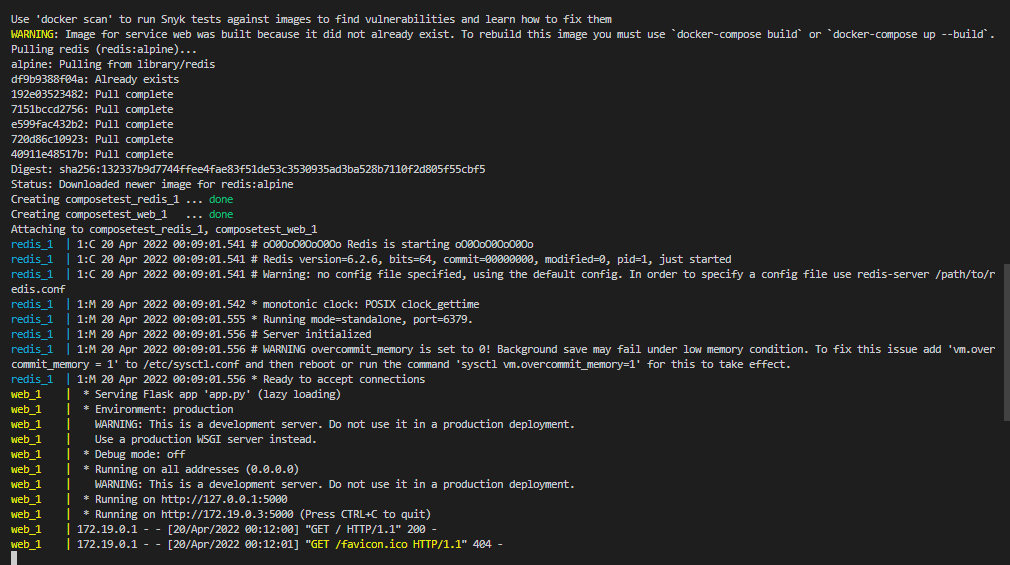 Use 'docker scan' to run Snyk tests against images to find vulnerabilities and learn how to fix them
WARNING: Image for service web was built because it did not already exist. To rebuild this image you must use `docker-compose build` or `docker-compose up --build`.
Pulling redis (redis:alpine)...
alpine: Pulling from library/redis
df9b9388f04a: Already exists
192e03523482: Pull complete
7151bccd2756: Pull complete
e599fac432b2: Pull complete
720d86c10923: Pull complete
40911e48517b: Pull complete
Digest: sha256:132337b9d7744ffee4fae83f51de53c3530935ad3ba528b7110f2d805f55cbf5
Status: Downloaded newer image for redis:alpine
Creating composetest_redis_1 ... done
Creating composetest_web_1   ... done
Attaching to composetest_redis_1, composetest_web_1
redis_1  | 1:C 20 Apr 2022 00:09:01.541 # oO0OoO0OoO0Oo Redis is starting oO0OoO0OoO0Oo
redis_1  | 1:C 20 Apr 2022 00:09:01.541 # Redis version=6.2.6, bits=64, commit=00000000, modified=0, pid=1, just started
redis_1  | 1:C 20 Apr 2022 00:09:01.541 # Warning: no config file specified, using the default config. In order to specify a config file use redis-server /path/to/r
edis.conf
redis_1  | 1:M 20 Apr 2022 00:09:01.542 * monotonic clock: POSIX clock_gettime
redis_1  | 1:M 20 Apr 2022 00:09:01.555 * Running mode=standalone, port=6379.
redis_1  | 1:M 20 Apr 2022 00:09:01.556 # Server initialized
redis_1  | 1:M 20 Apr 2022 00:09:01.556 # WARNING overcommit_memory is set to 0! Background save may fail under low memory condition. To fix this issue add 'vm.over
commit_memory = 1' to /etc/sysctl.conf and then reboot or run the command 'sysctl vm.overcommit_memory=1' for this to take effect.
redis_1  | 1:M 20 Apr 2022 00:09:01.556 * Ready to accept connections
web_1    |  * Serving Flask app 'app.py' (lazy loading)
web_1    |  * Environment: production
web_1    |    WARNING: This is a development server. Do not use it in a production deployment.
web_1    |    Use a production WSGI server instead.
web_1    |  * Debug mode: off
web_1    |  * Running on all addresses (0.0.0.0)
web_1    |    WARNING: This is a development server. Do not use it in a production deployment.
web_1    |  * Running on http://127.0.0.1:5000
web_1    |  * Running on http://172.19.0.3:5000 (Press CTRL+C to quit)
web_1    | 172.19.0.1 - - [20/Apr/2022 00:12:00] "GET / HTTP/1.1" 200 -
web_1    | 172.19.0.1 - - [20/Apr/2022 00:12:01] "GET /favicon.ico HTTP/1.1" 404 -